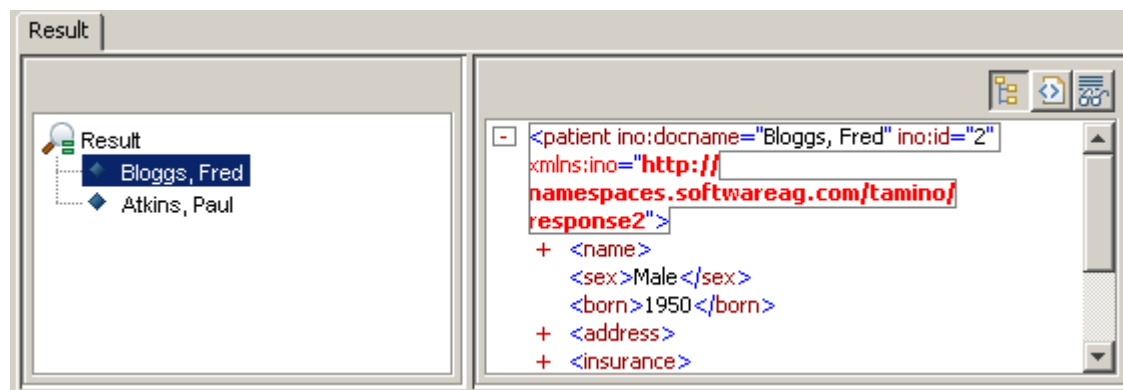 Result
Result
Bloggs, Fred
Atkins, Paul
- <patient ino:docname="Bloggs, Fred" ino:id="2"
xmlns:ino="http://
namespaces.softwareag.com/tamino/
response2">
+ <name>
<sex>Male</sex>
<born>1950</born>
+ <address>
+ <insurance>